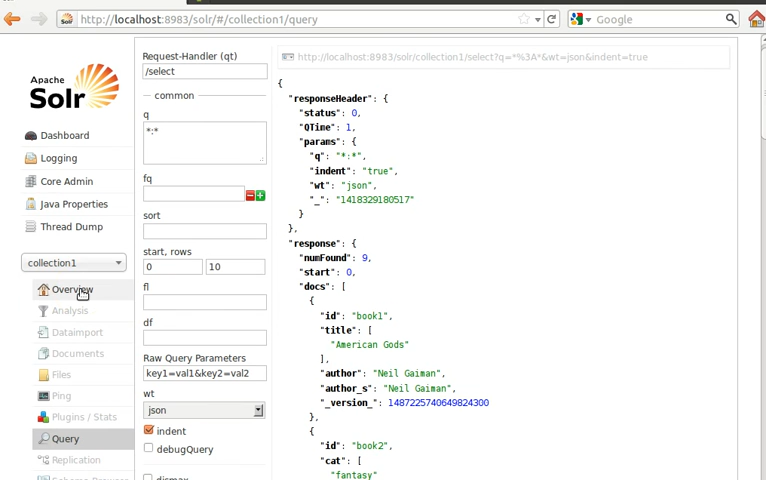 http://localhost:8983/solr/#/collection1/query
Google
Apache
Solr
Dashboard
Logging
Core Admin
Java Properties
Thread Dump
collection1
Overview
Analysis
Dataimport
Documents
Files
Ping
Plugins / Stats
Query
Replication
Schema Browser
Request-Handler (qt)
/select
common
q
*:*
fq
sort
start, rows
0 10
fl
df
Raw Query Parameters
key1=val1&key2=val2
wt
json
indent
debugQuery
dismax
http://localhost:8983/solr/collection1/select?q=*%3A*&wt=json&indent=true
{
"responseHeader": {
"status": 0,
"QTime": 1,
"params": {
"q": "*:*",
"indent": "true",
"wt": "json",
"_": "1418329180517"
}
},
"response": {
"numFound": 9,
"start": 0,
"docs": [
{
"id": "book1",
"title": [
"American Gods"
],
"author": "Neil Gaiman",
"author_s": "Neil Gaiman",
"_version_": 1487225740649824300
},
{
"id": "book2",
"cat": [
"fantasy"